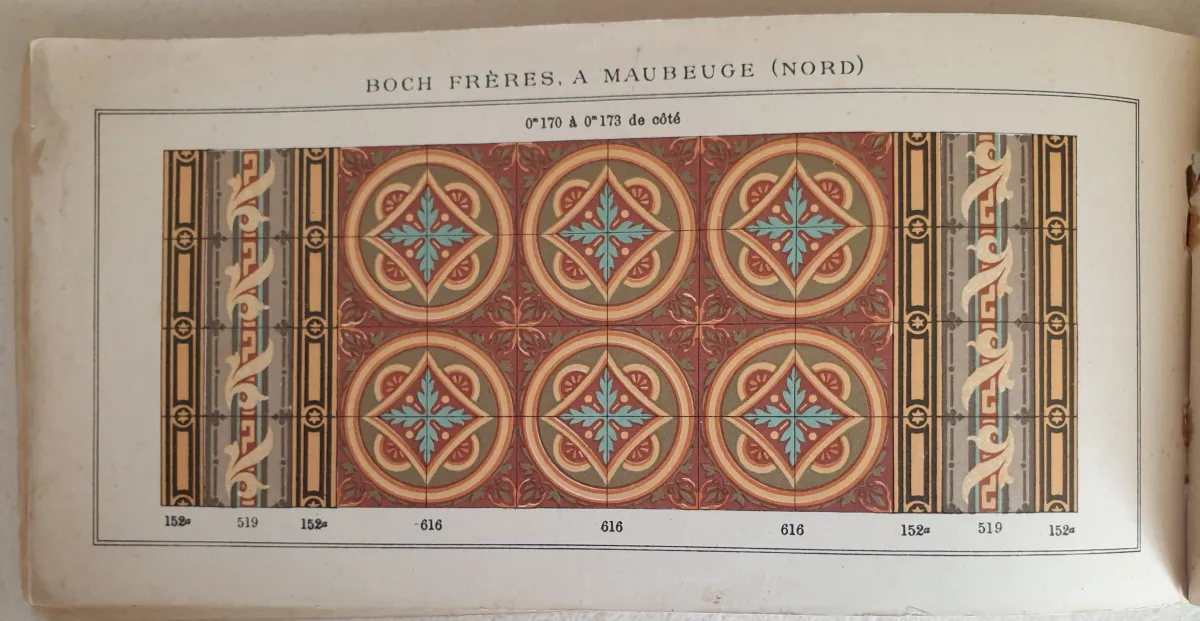 BOCH FRÈRES, A MAUBEUGE (NORD)
0ᵐ170 à 0ᵐ173 de côté
152ᵃ 519 152ᵃ 616 616 616 152ᵃ 519 152ᵃ